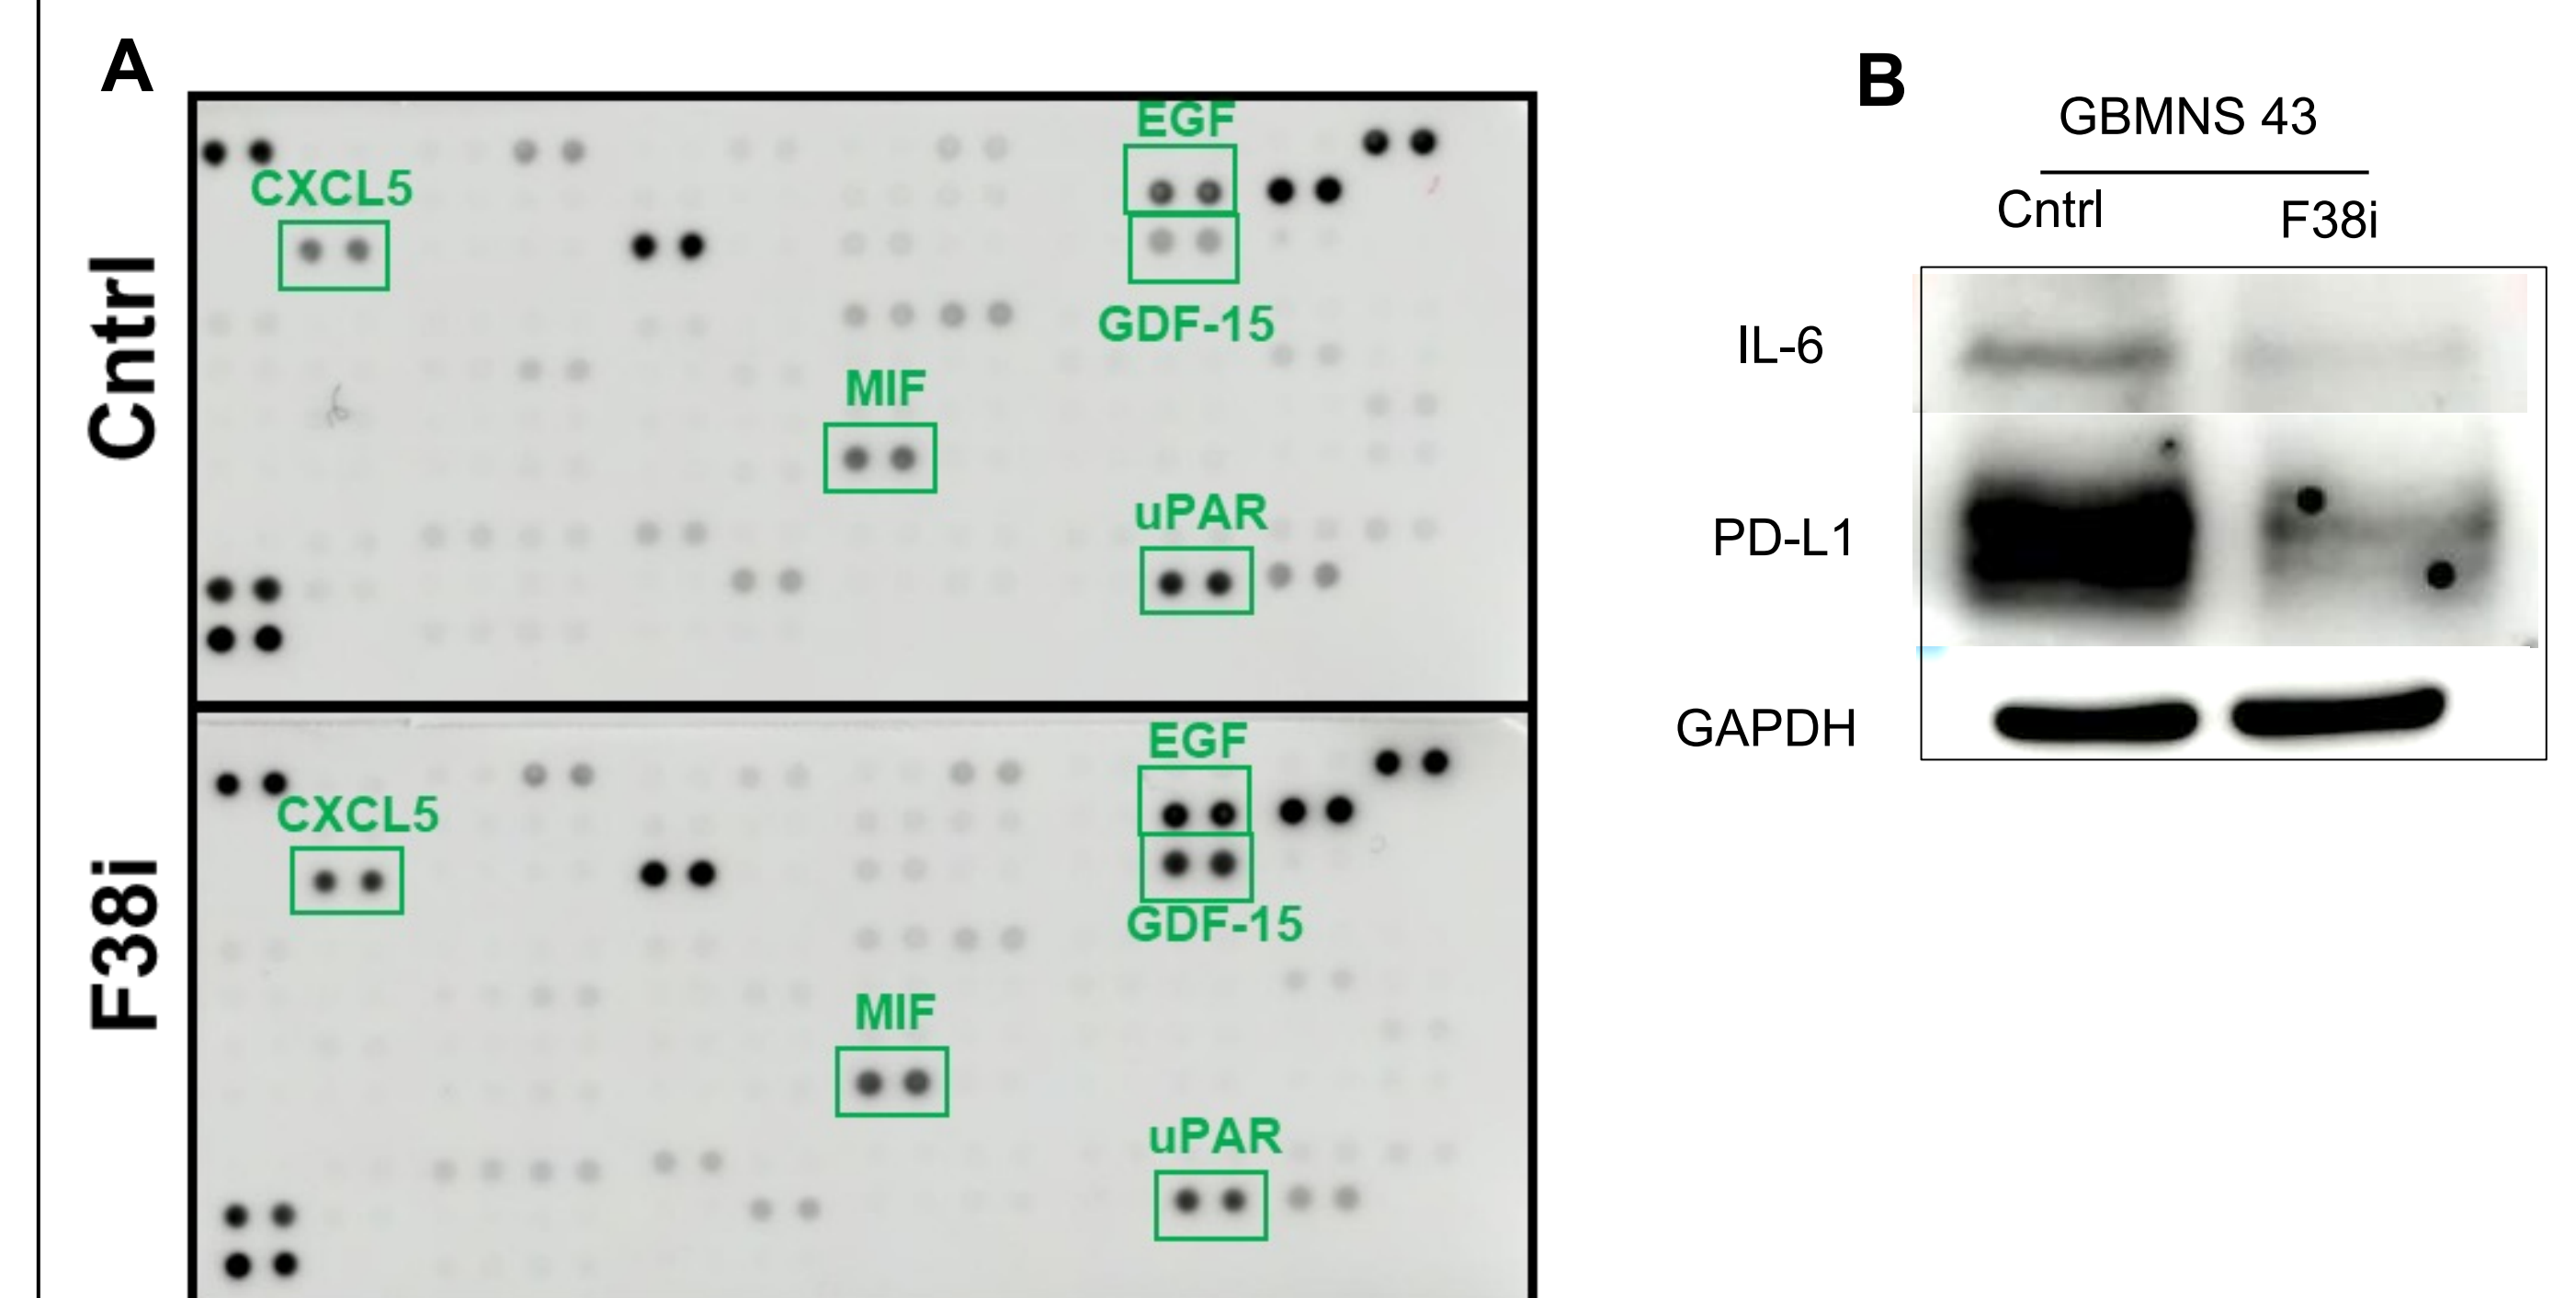 A
Cntrl
EGF
CXCL5
GDF-15
MIF
uPAR
F38i
EGF
CXCL5
GDF-15
MIF
uPAR
B
GBMNS 43
Cntrl F38i
IL-6
PD-L1
GAPDH